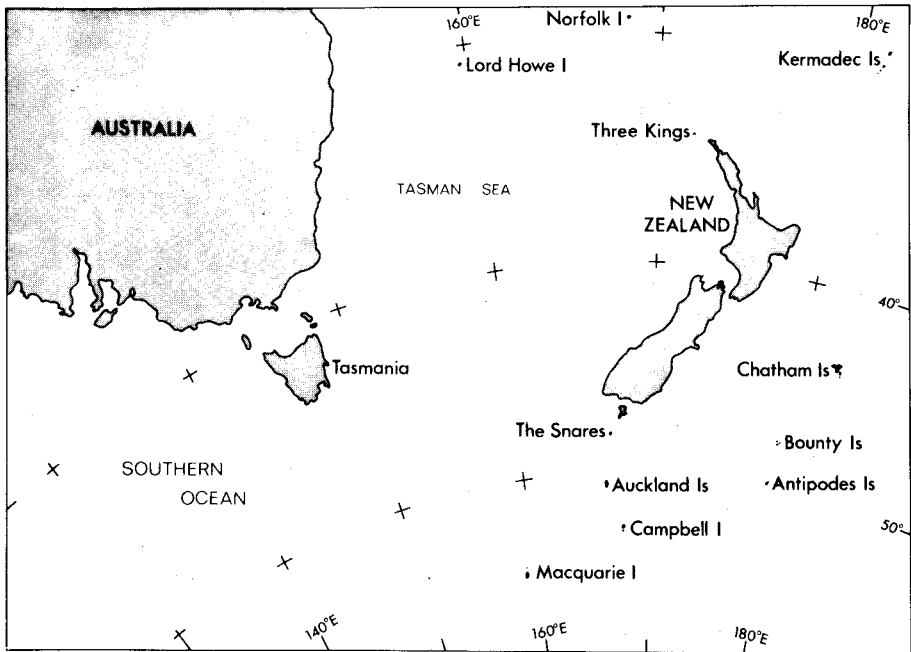 160°E
Norfolk I
180°E
Lord Howe I
Kermadec Is
AUSTRALIA
Three Kings
TASMAN SEA
NEW
ZEALAND
40°
Tasmania
Chatham Is
The Snares
Bounty Is
SOUTHERN
OCEAN
Auckland Is
Antipodes Is
Campbell I
50°
Macquarie I
140°E
160°E
180°E